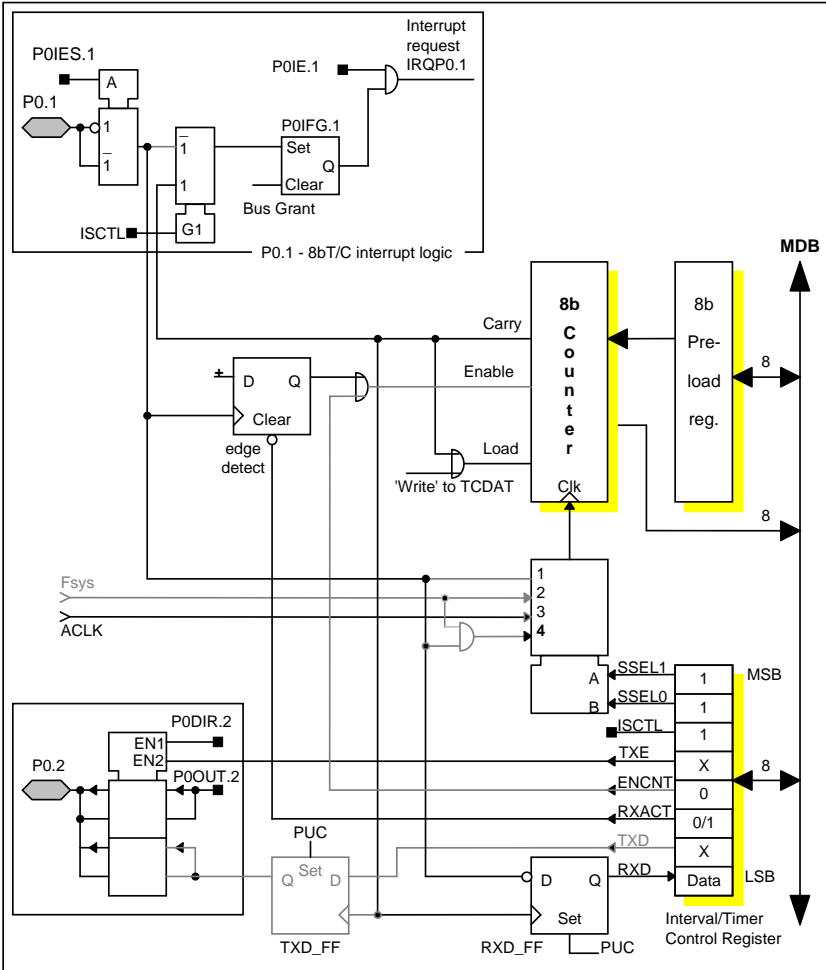 Interrupt
request
IRQP0.1
P0IES.1
A
P0IE.1
P0.1
1
1
P0IFG.1
1
Set
Q
1
Clear
Bus Grant
ISCTL
G1
P0.1 - 8bT/C interrupt logic
MDB
8b
Counter
8b
Pre-
load
reg.
8
Carry
Enable
Load
+
D
Q
Clear
edge
detect
'Write' to TCDAT
Clk
8
Fsys
ACLK
1
2
3
4
A
B
SSEL1
1
MSB
SSEL0
1
ISCTL
1
TXE
X
8
ENCNT
0
RXACT
0/1
TXD
X
RXD
Data
LSB
Interval/Timer
Control Register
P0DIR.2
EN1
EN2
P0.2
P0OUT.2
PUC
Set
Q
D
TXD_FF
D
Q
Set
RXD_FF
PUC